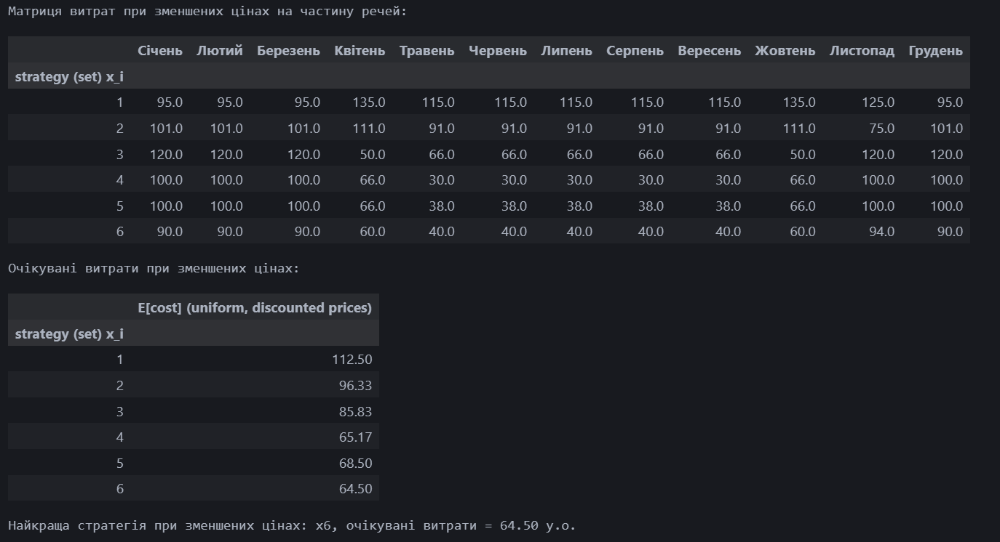 Матриця витрат при зменшених цінах на частину речей:
Січень Лютий Березень Квітень Травень Червень Липень Серпень Вересень Жовтень Листопад Грудень
strategy (set) x_i
1 95.0 95.0 95.0 135.0 115.0 115.0 115.0 115.0 115.0 135.0 125.0 95.0
2 101.0 101.0 101.0 111.0 91.0 91.0 91.0 91.0 91.0 111.0 75.0 101.0
3 120.0 120.0 120.0 50.0 66.0 66.0 66.0 66.0 66.0 50.0 120.0 120.0
4 100.0 100.0 100.0 66.0 30.0 30.0 30.0 30.0 30.0 66.0 100.0 100.0
5 100.0 100.0 100.0 66.0 38.0 38.0 38.0 38.0 38.0 66.0 100.0 100.0
6 90.0 90.0 90.0 60.0 40.0 40.0 40.0 40.0 40.0 60.0 94.0 90.0
Очікувані витрати при зменшених цінах:
E[cost] (uniform, discounted prices)
strategy (set) x_i
1 112.50
2 96.33
3 85.83
4 65.17
5 68.50
6 64.50
Найкраща стратегія при зменшених цінах: x6, очікувані витрати = 64.50 у.о.